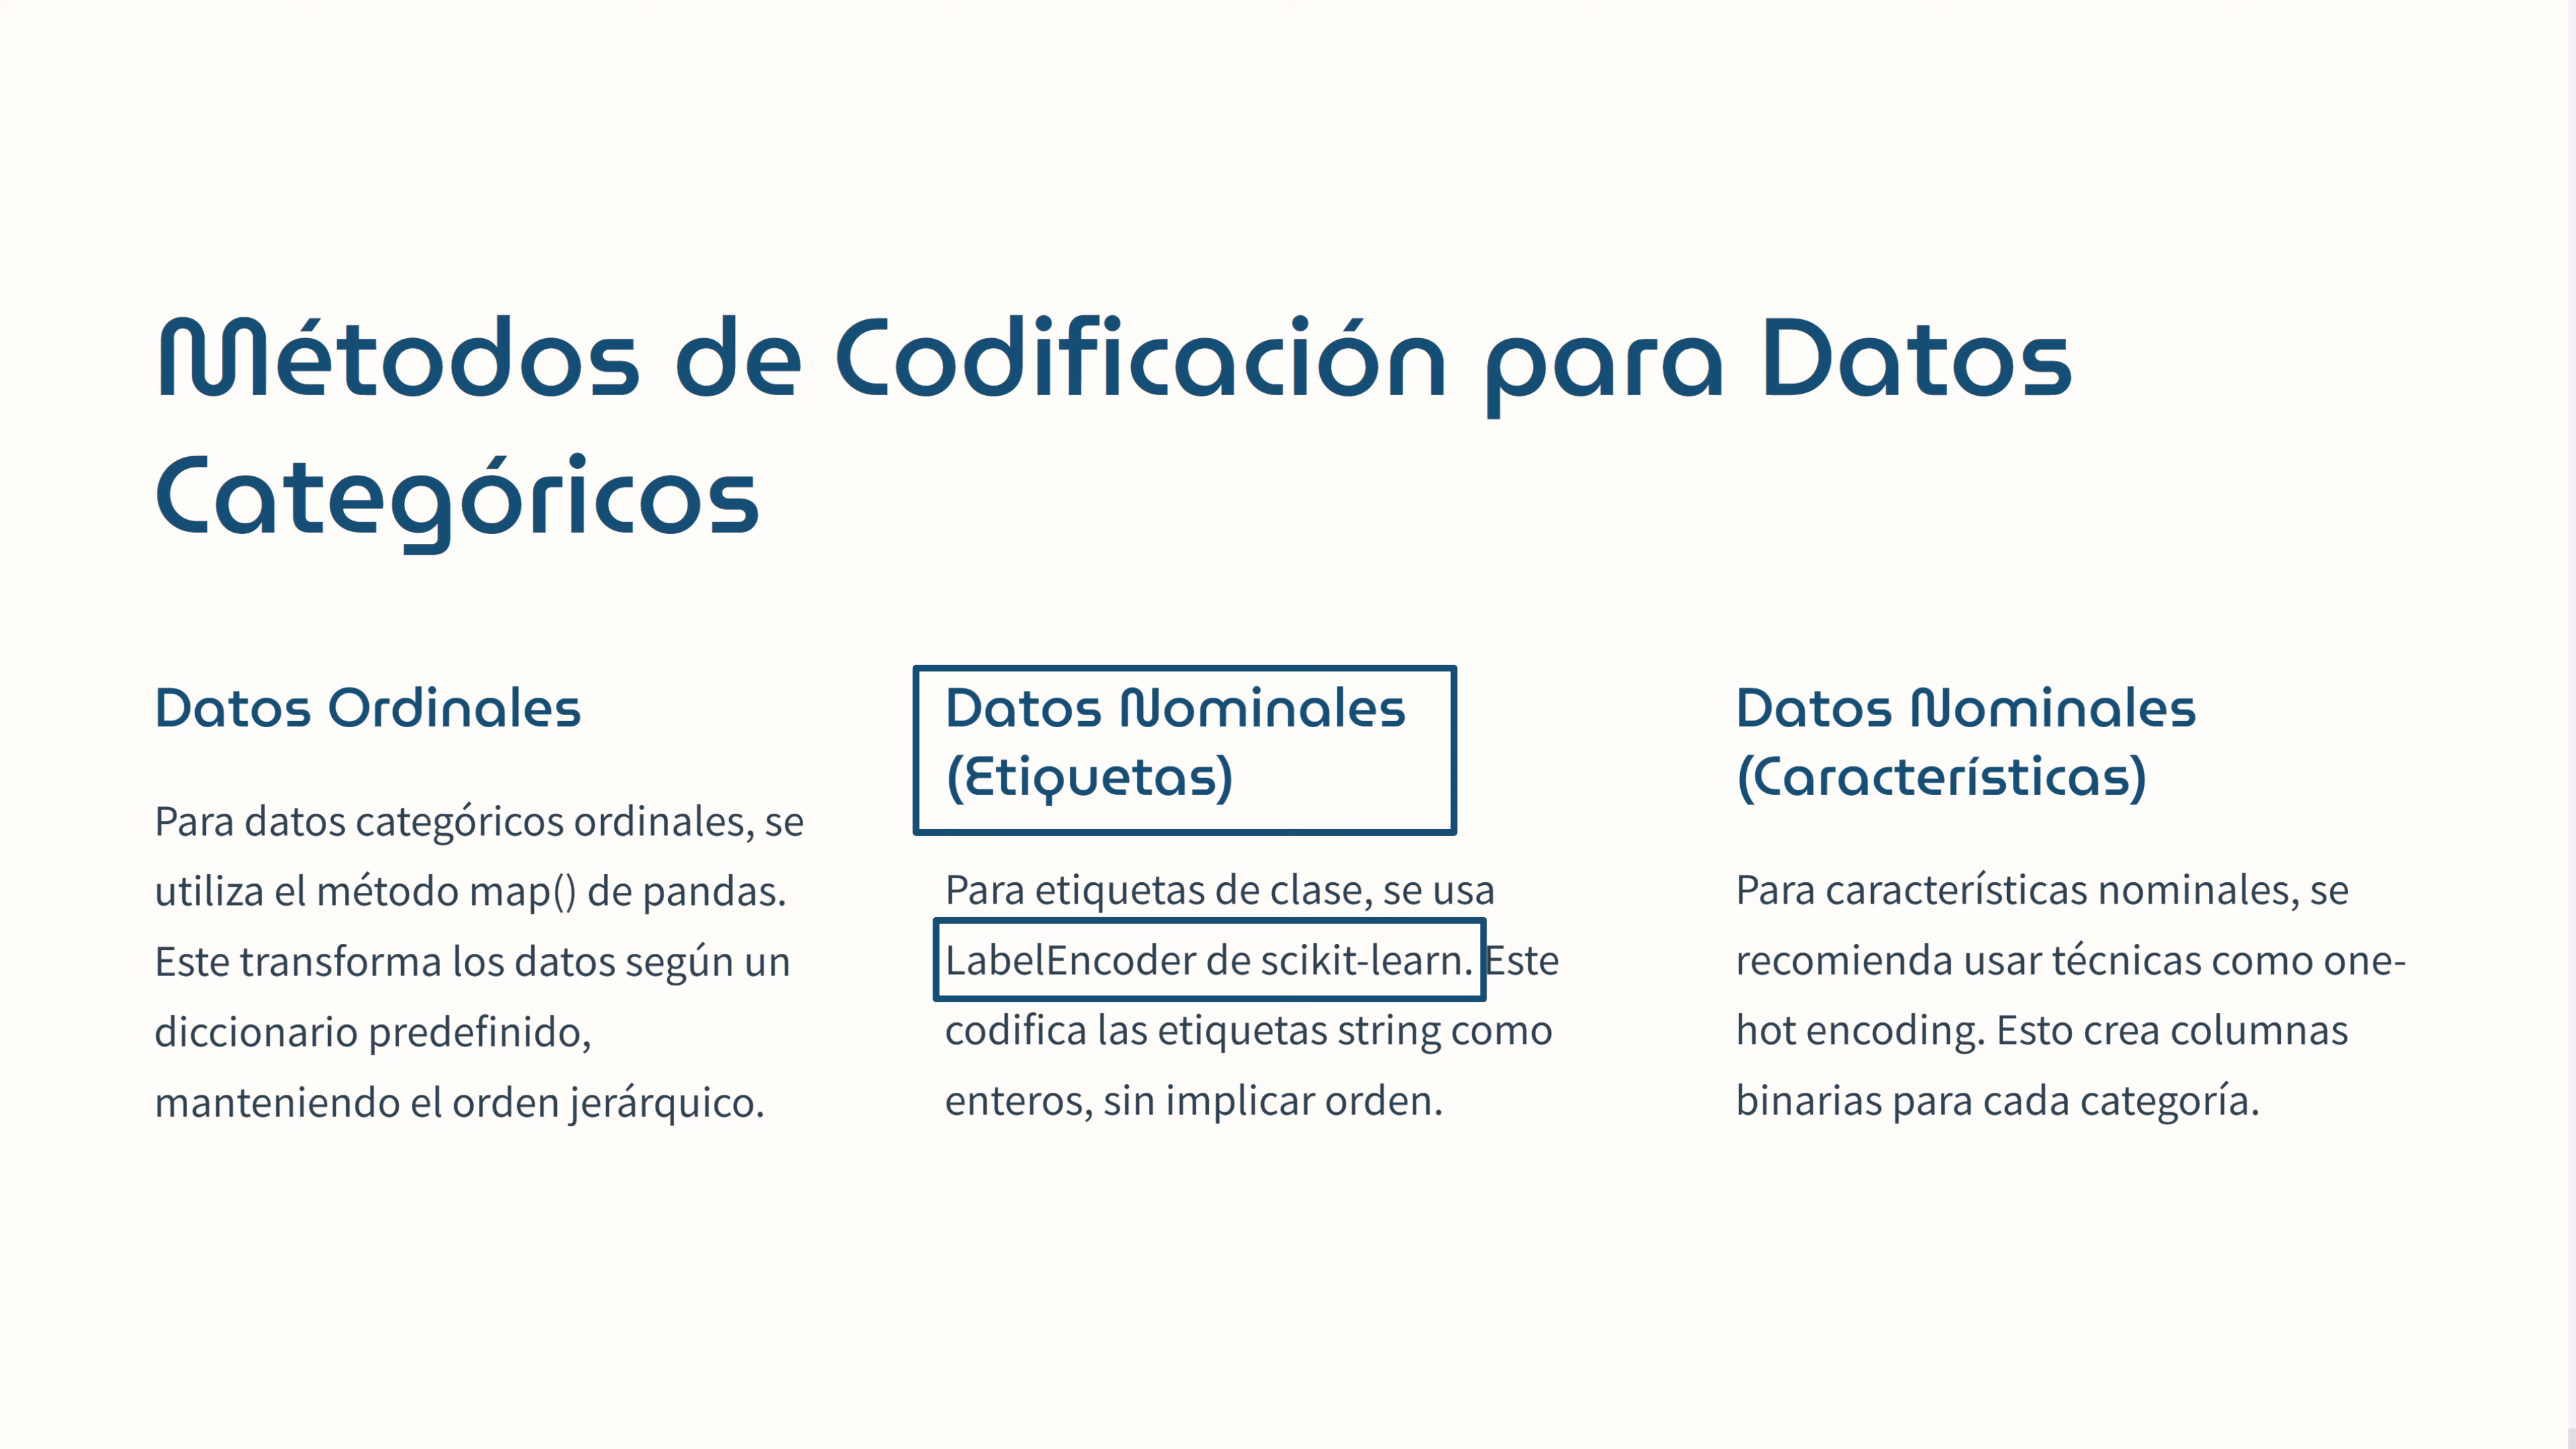 Métodos de Codificación para Datos
Categóricos
Datos Ordinales
Para datos categóricos ordinales, se
utiliza el método map() de pandas.
Este transforma los datos según un
diccionario predefinido,
manteniendo el orden jerárquico.
Datos Nominales
(Etiquetas)
Para etiquetas de clase, se usa
LabelEncoder de scikit-learn. Este
codifica las etiquetas string como
enteros, sin implicar orden.
Datos Nominales
(Características)
Para características nominales, se
recomienda usar técnicas como one-
hot encoding. Esto crea columnas
binarias para cada categoría.